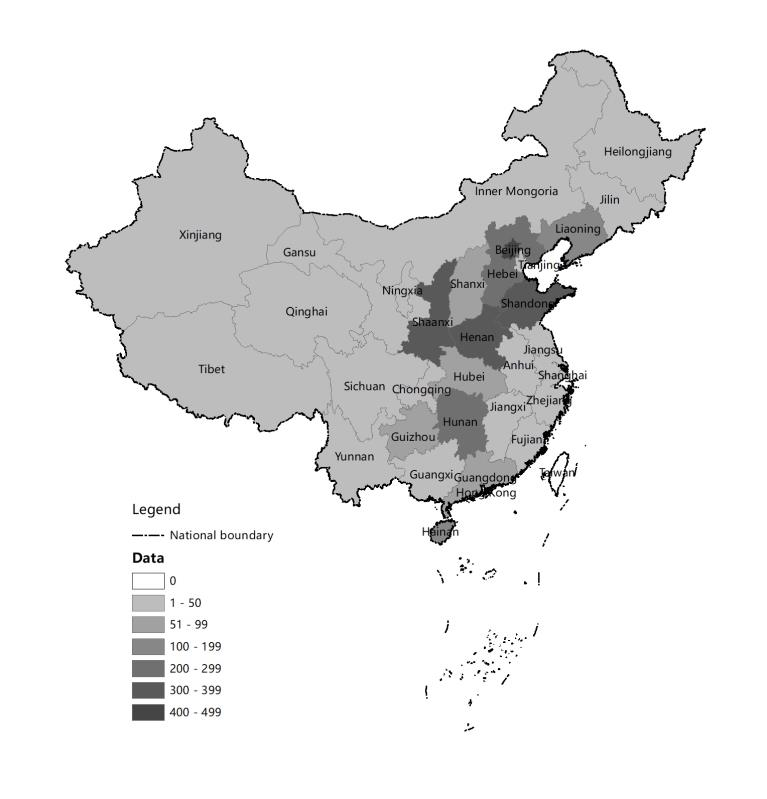 Heilongjiang
Inner Mongoria
Jilin
Liaoning
Xinjiang
Gansu
Beijing
Tianjing
Hebei
Shanxi
Ningxia
Shandong
Qinghai
Shaanxi
Henan
Jiangsu
Anhui
Tibet
Shanghai
Hubei
Sichuan
Chongqing
Zhejiang
Jiangxi
Hunan
Guizhou
Fujian
Yunnan
Guangxi
Guangdong
Taiwan
Hong Kong
Hainan
Legend
National boundary
Data
0
1 - 50
51 - 99
100 - 199
200 - 299
300 - 399
400 - 499